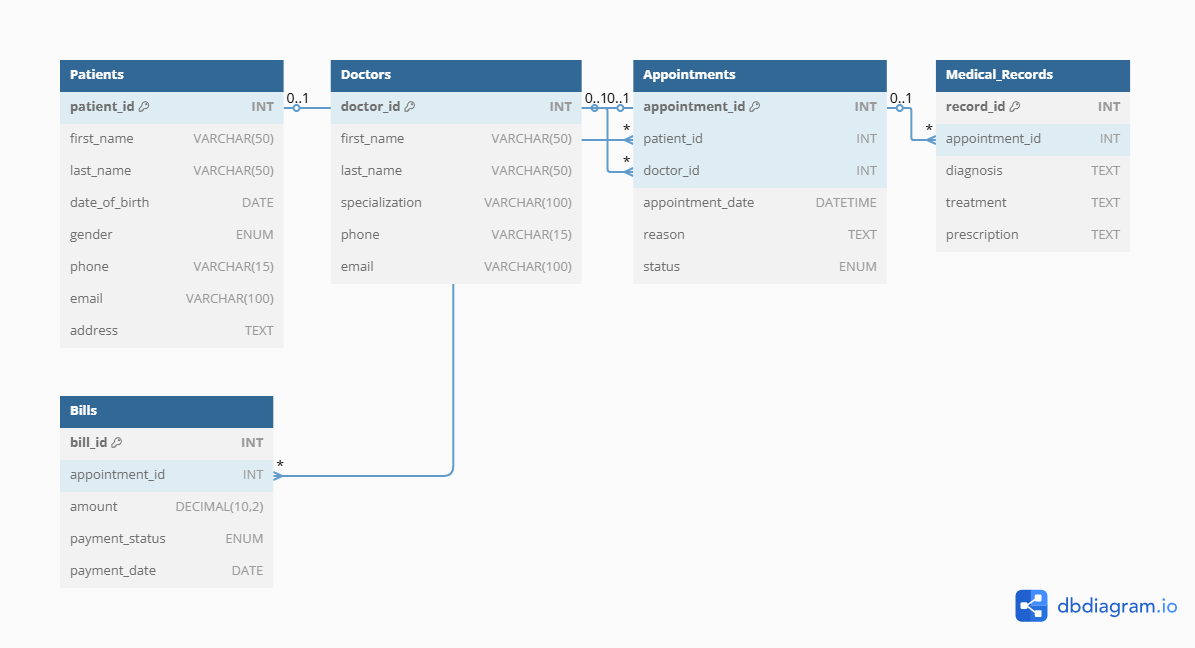 Patients
patient_id INT
first_name VARCHAR(50)
last_name VARCHAR(50)
date_of_birth DATE
gender ENUM
phone VARCHAR(15)
email VARCHAR(100)
address TEXT
0..1
Doctors
doctor_id INT
first_name VARCHAR(50)
last_name VARCHAR(50)
specialization VARCHAR(100)
phone VARCHAR(15)
email VARCHAR(100)
0..1 0..1
*
*
Appointments
appointment_id INT
patient_id INT
doctor_id INT
appointment_date DATETIME
reason TEXT
status ENUM
0..1
*
Medical_Records
record_id INT
appointment_id INT
diagnosis TEXT
treatment TEXT
prescription TEXT
Bills
bill_id INT
appointment_id INT
amount DECIMAL(10,2)
payment_status ENUM
payment_date DATE
*
dbdiagram.io